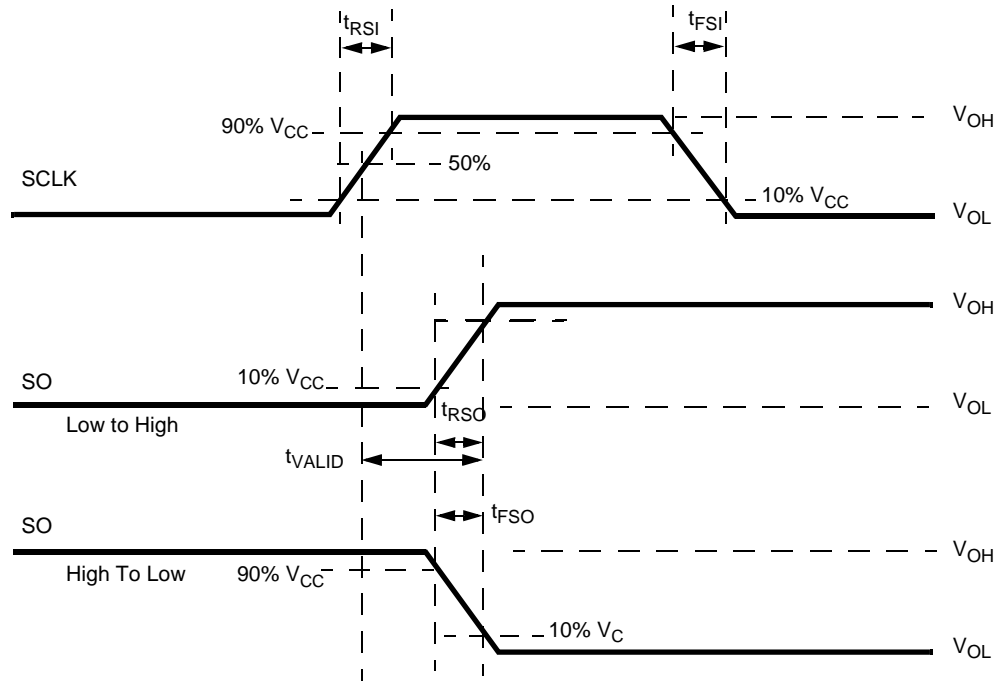 tRSI
tFSI
90% VCC
VOH
50%
SCLK
10% VCC
VOL
VOH
SO
10% VCC
VOL
Low to High
tRSO
tVALID
SO
tFSO
VOH
High To Low
90% VCC
10% VC
VOL